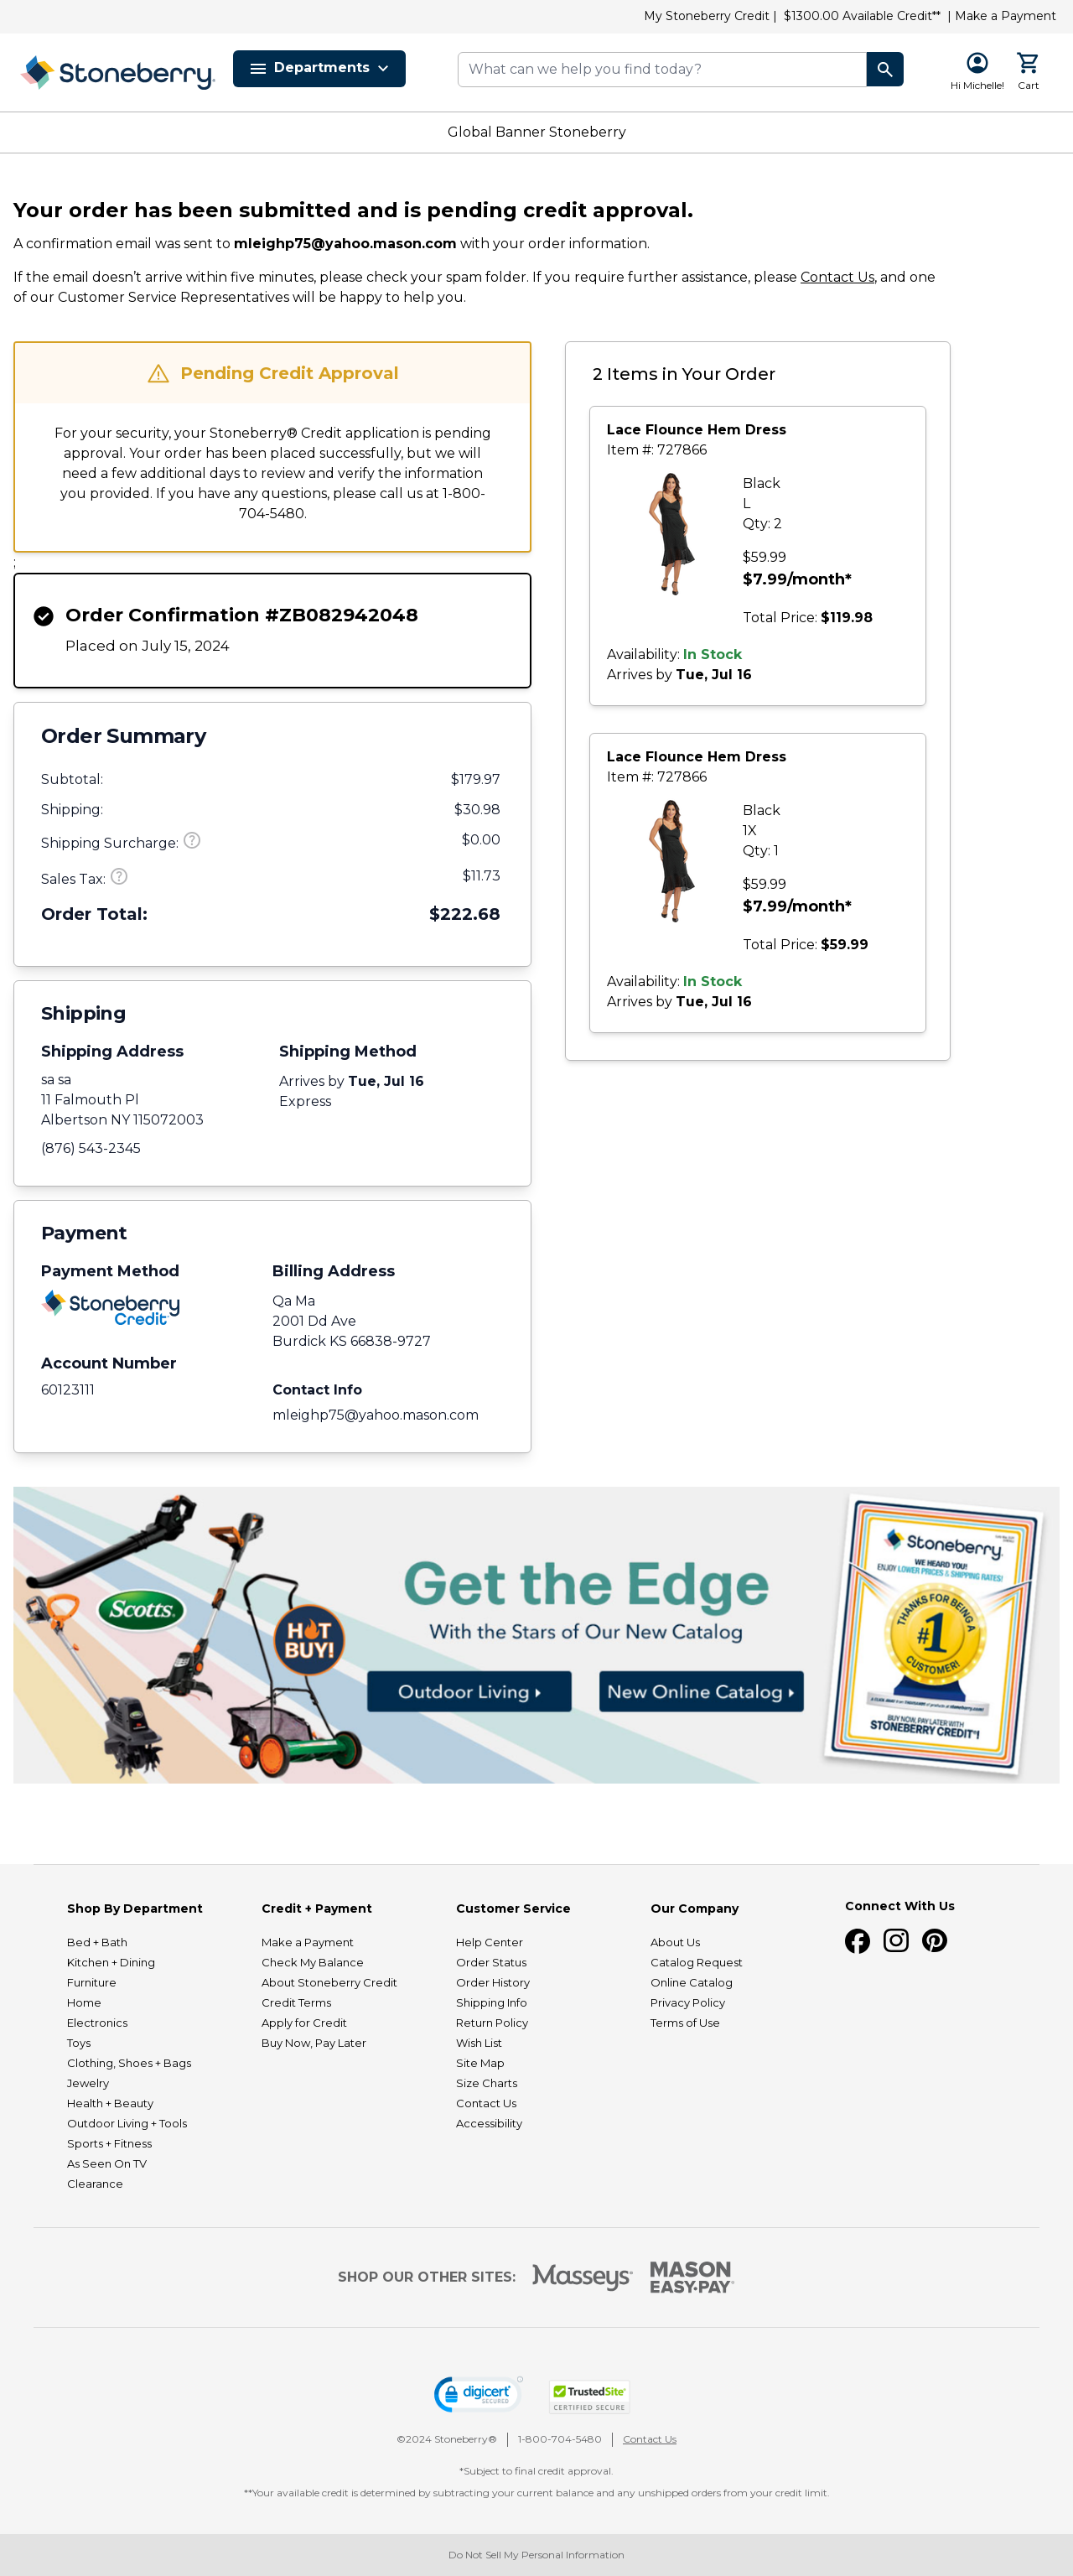 My Stoneberry Credit | $1300.00 Available Credit** | Make a Payment
Stoneberry
Departments
What can we help you find today?
Hi Michelle!
Cart
Global Banner Stoneberry
Your order has been submitted and is pending credit approval.
A confirmation email was sent to mleighp75@yahoo.mason.com with your order information.
If the email doesn't arrive within five minutes, please check your spam folder. If you require further assistance, please Contact Us, and one
of our Customer Service Representatives will be happy to help you.
Pending Credit Approval
For your security, your Stoneberry® Credit application is pending
approval. Your order has been placed successfully, but we will
need a few additional days to review and verify the information
you provided. If you have any questions, please call us at 1-800-
704-5480.
;
Order Confirmation #ZB082942048
Placed on July 15, 2024
Order Summary
Subtotal: $179.97
Shipping: $30.98
Shipping Surcharge: ? $0.00
Sales Tax: ? $11.73
Order Total: $222.68
Shipping
Shipping Address
sa sa
11 Falmouth Pl
Albertson NY 115072003
(876) 543-2345
Shipping Method
Arrives by Tue, Jul 16
Express
Payment
Payment Method
Stoneberry
Credit
Account Number
60123111
Billing Address
Qa Ma
2001 Dd Ave
Burdick KS 66838-9727
Contact Info
mleighp75@yahoo.mason.com
2 Items in Your Order
Lace Flounce Hem Dress
Item #: 727866
Black
L
Qty: 2
$59.99
$7.99/month*
Total Price: $119.98
Availability: In Stock
Arrives by Tue, Jul 16
Lace Flounce Hem Dress
Item #: 727866
Black
1X
Qty: 1
$59.99
$7.99/month*
Total Price: $59.99
Availability: In Stock
Arrives by Tue, Jul 16
Scotts
HOT
BUY!
Get the Edge
With the Stars of Our New Catalog
Outdoor Living
New Online Catalog
Stoneberry
WE HEARD YOU!
ENJOY LOWER PRICES & SHIPPING RATES!
THANKS FOR BEING A
#1
CUSTOMER!
BUY NOW, PAY LATER WITH
STONEBERRY CREDIT*!
Shop By Department
Bed + Bath
Kitchen + Dining
Furniture
Home
Electronics
Toys
Clothing, Shoes + Bags
Jewelry
Health + Beauty
Outdoor Living + Tools
Sports + Fitness
As Seen On TV
Clearance
Credit + Payment
Make a Payment
Check My Balance
About Stoneberry Credit
Credit Terms
Apply for Credit
Buy Now, Pay Later
Customer Service
Help Center
Order Status
Order History
Shipping Info
Return Policy
Wish List
Site Map
Size Charts
Contact Us
Accessibility
Our Company
About Us
Catalog Request
Online Catalog
Privacy Policy
Terms of Use
Connect With Us
SHOP OUR OTHER SITES:
Masseys
MASON
EASY-PAY
digicert
SECURED
TrustedSite
CERTIFIED SECURE
©2024 Stoneberry® | 1-800-704-5480 | Contact Us
*Subject to final credit approval.
**Your available credit is determined by subtracting your current balance and any unshipped orders from your credit limit.
Do Not Sell My Personal Information